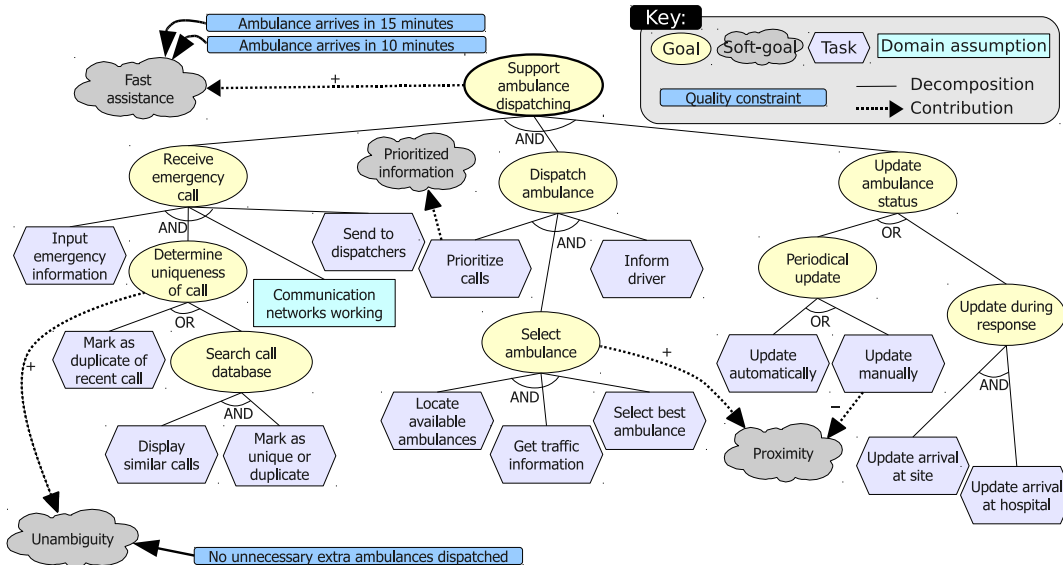 Ambulance arrives in 15 minutes
Ambulance arrives in 10 minutes
Key:
Goal
Soft-goal
Task
Domain assumption
Quality constraint
Decomposition
Contribution
Fast
assistance
+
Support
ambulance
dispatching
AND
Receive
emergency
call
Prioritized
information
Dispatch
ambulance
Update
ambulance
status
AND
AND
OR
Input
emergency
information
Send to
dispatchers
Prioritize
calls
Inform
driver
Determine
uniqueness
of call
Periodical
update
Communication
networks working
Update during
response
OR
OR
Mark as
duplicate of
recent call
Search call
database
Select
ambulance
+
Update
automatically
Update
manually
+
AND
AND
AND
–
Locate
available
ambulances
Select best
ambulance
Display
similar calls
Mark as
unique or
duplicate
Get traffic
information
Proximity
Update arrival
at site
Update arrival
at hospital
Unambiguity
No unnecessary extra ambulances dispatched